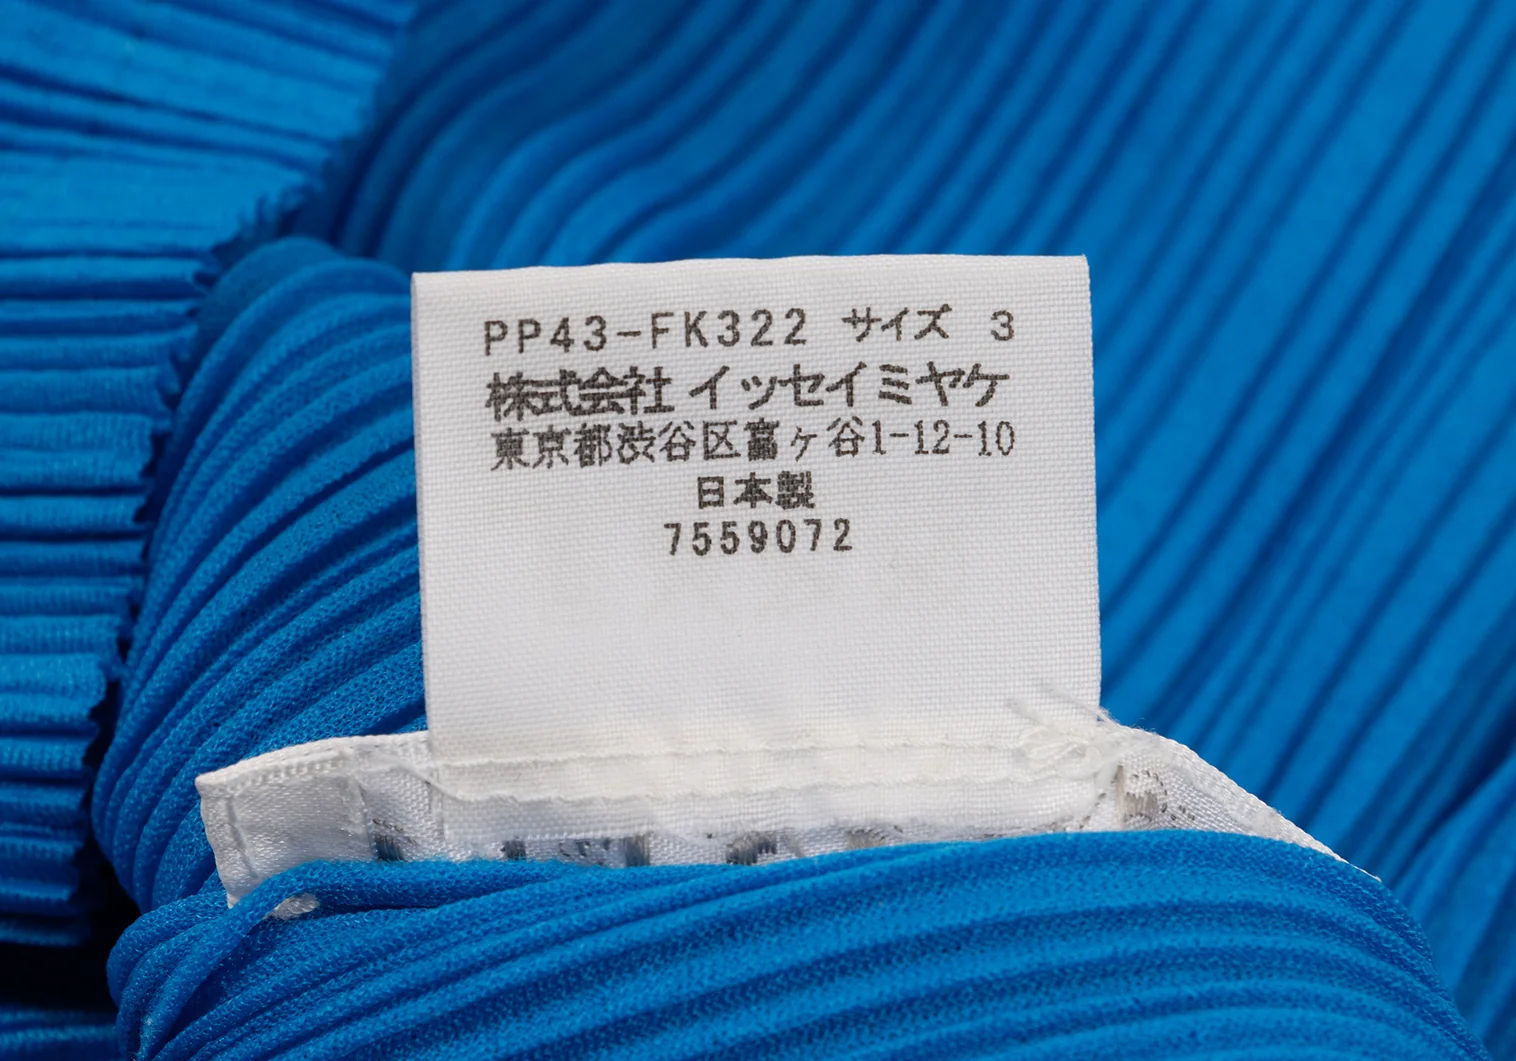 PP43-FK322 サイズ 3
株式会社 イッセイミヤケ
東京都渋谷区富ヶ谷1-12-10
日本製
7559072